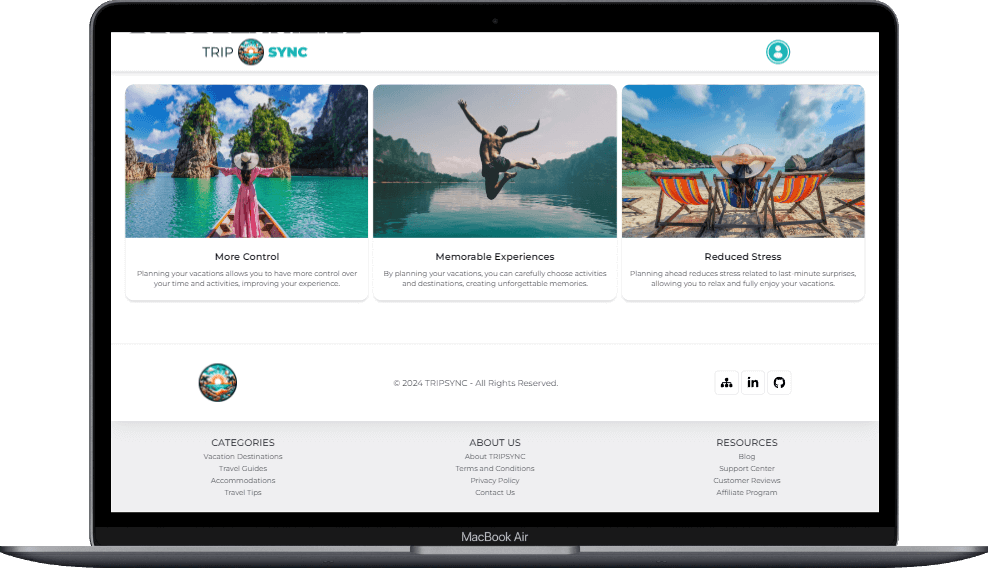 TRIP SYNC
More Control
Planning your vacations allows you to have more control over
your time and activities, improving your experience.
Memorable Experiences
By planning your vacations, you can carefully choose activities
and destinations, creating unforgettable memories.
Reduced Stress
Planning ahead reduces stress related to last-minute surprises,
allowing you to relax and fully enjoy your vacations.
© 2024 TRIPSYNC - All Rights Reserved.
in
CATEGORIES
Vacation Destinations
Travel Guides
Accommodations
Travel Tips
ABOUT US
About TRIPSYNC
Terms and Conditions
Privacy Policy
Contact Us
RESOURCES
Blog
Support Center
Customer Reviews
Affiliate Program
MacBook Air